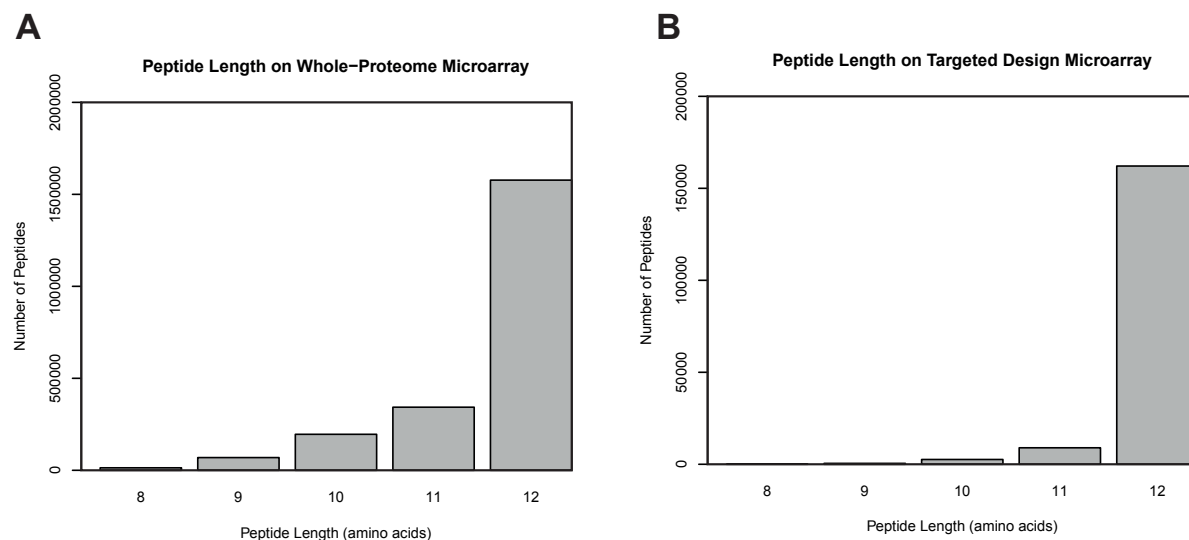 A
Peptide Length on Whole−Proteome Microarray
Number of Peptides
2000000
1500000
1000000
500000
0
8 9 10 11 12
Peptide Length (amino acids)
B
Peptide Length on Targeted Design Microarray
Number of Peptides
200000
150000
100000
50000
0
8 9 10 11 12
Peptide Length (amino acids)